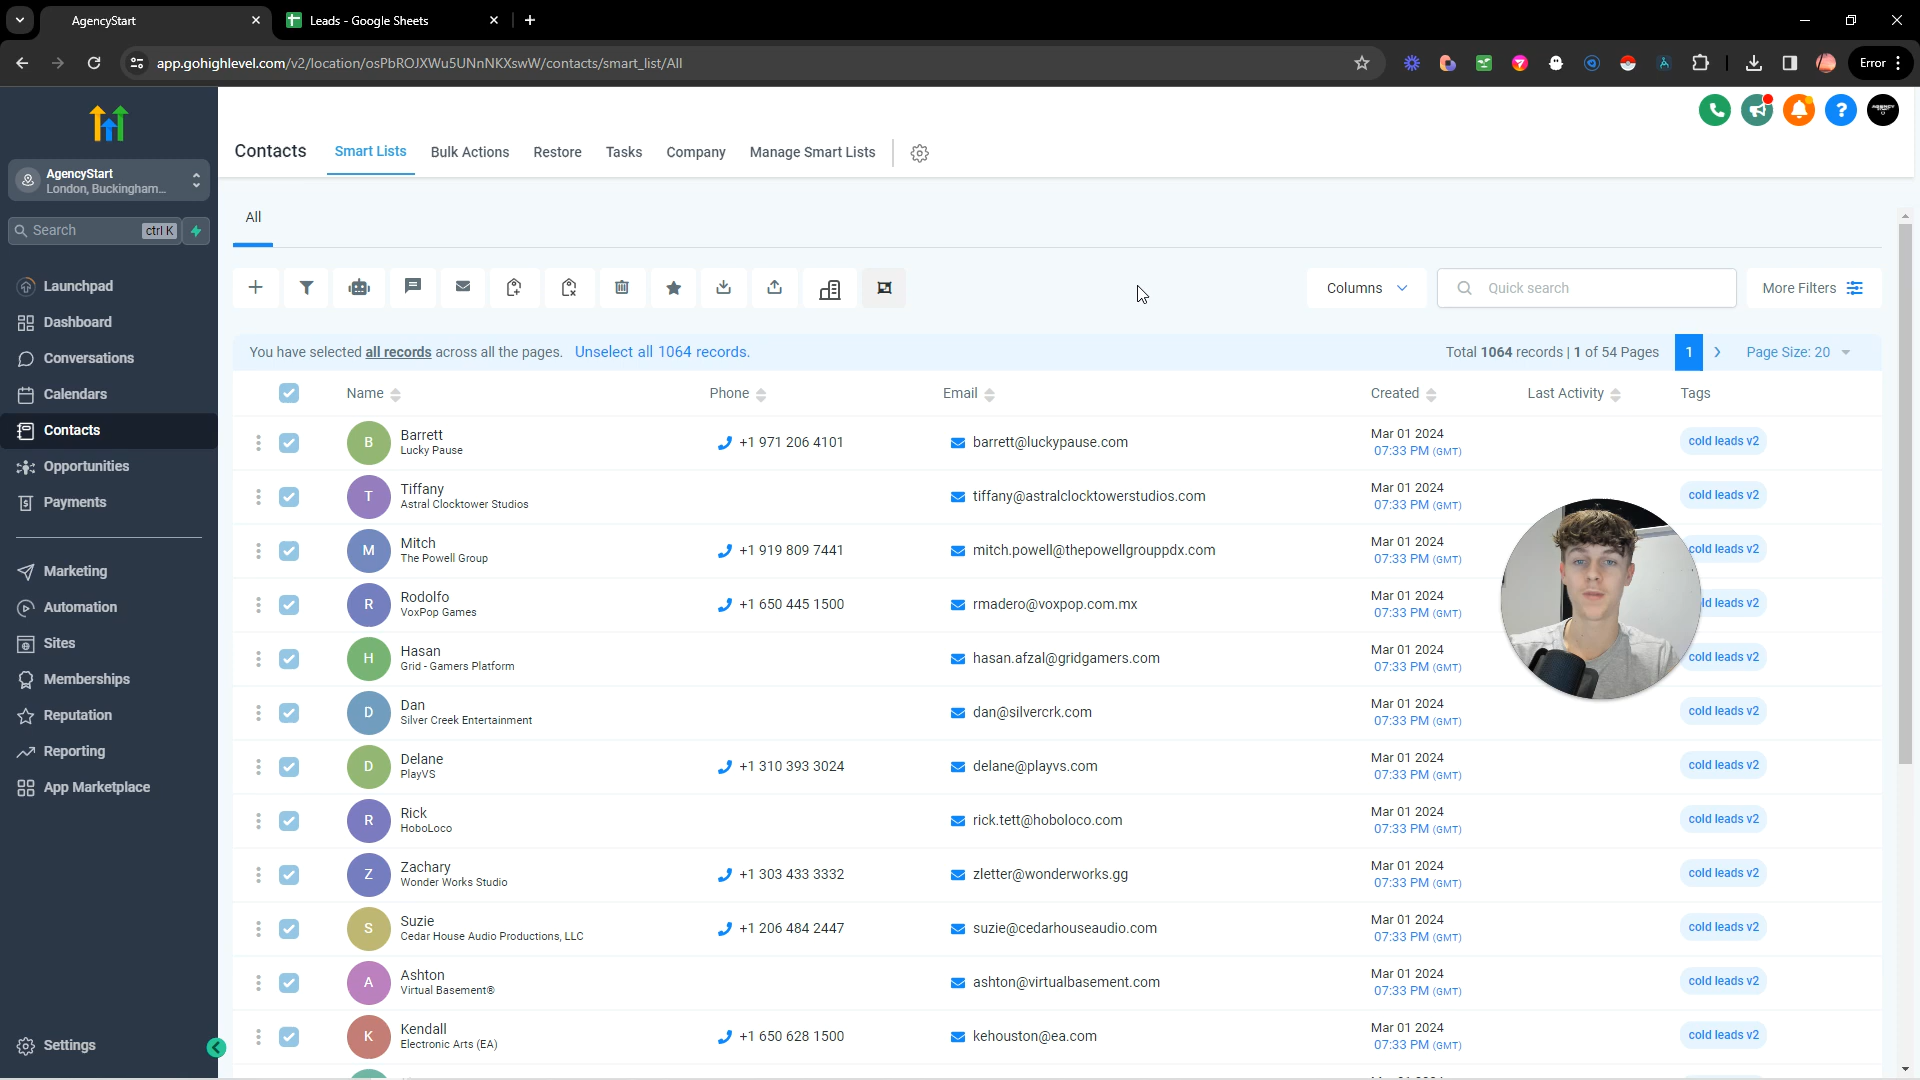 AgencyStart
Leads - Google Sheets
app.gohighlevel.com/v2/location/osPbROJXWu5UNnNKXswW/contacts/smart_list/All
Error
AgencyStart
London, Buckingham...
Search
ctrl K
Launchpad
Dashboard
Conversations
Calendars
Contacts
Opportunities
Payments
Marketing
Automation
Sites
Memberships
Reputation
Reporting
App Marketplace
Settings
Contacts
Smart Lists
Bulk Actions
Restore
Tasks
Company
Manage Smart Lists
All
Columns
Quick search
More Filters
You have selected all records across all the pages. Unselect all 1064 records.
Total 1064 records | 1 of 54 Pages
1
Page Size: 20
Name Phone Email Created Last Activity Tags
B Barrett +1 971 206 4101 barrett@luckypause.com Mar 01 2024 cold leads v2
Lucky Pause 07:33 PM (GMT)
T Tiffany tiffany@astralclocktowerstudios.com Mar 01 2024 cold leads v2
Astral Clocktower Studios 07:33 PM (GMT)
M Mitch +1 919 809 7441 mitch.powell@thepowellgrouppdx.com Mar 01 2024 cold leads v2
The Powell Group 07:33 PM (GMT)
R Rodolfo +1 650 445 1500 rmadero@voxpop.com.mx Mar 01 2024 ld leads v2
VoxPop Games 07:33 PM (GMT)
H Hasan hasan.afzal@gridgamers.com Mar 01 2024 cold leads v2
Grid - Gamers Platform 07:33 PM (GMT)
D Dan dan@silvercrk.com Mar 01 2024 cold leads v2
Silver Creek Entertainment 07:33 PM (GMT)
D Delane +1 310 393 3024 delane@playvs.com Mar 01 2024 cold leads v2
PlayVS 07:33 PM (GMT)
R Rick rick.tett@hoboloco.com Mar 01 2024 cold leads v2
HoboLoco 07:33 PM (GMT)
Z Zachary +1 303 433 3332 zletter@wonderworks.gg Mar 01 2024 cold leads v2
Wonder Works Studio 07:33 PM (GMT)
S Suzie +1 206 484 2447 suzie@cedarhouseaudio.com Mar 01 2024 cold leads v2
Cedar House Audio Productions, LLC 07:33 PM (GMT)
A Ashton ashton@virtualbasement.com Mar 01 2024 cold leads v2
Virtual Basement® 07:33 PM (GMT)
K Kendall +1 650 628 1500 kehouston@ea.com Mar 01 2024 cold leads v2
Electronic Arts (EA) 07:33 PM (GMT)